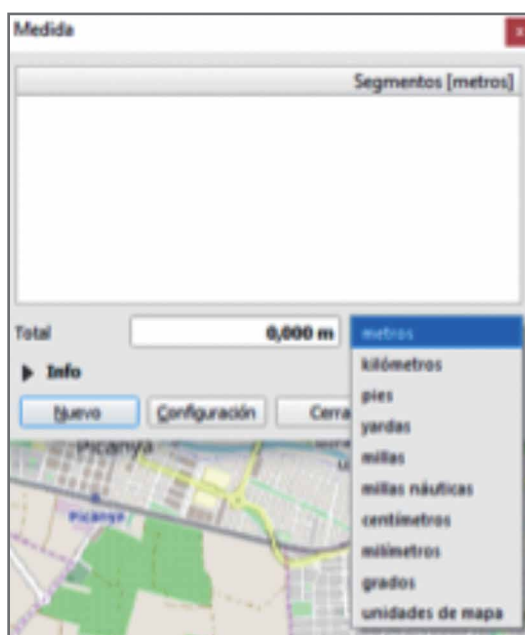 Medida
x
Segmentos [metros]
Total
0,000 m
metros
kilómetros
pies
yardas
millas
millas náuticas
centímetros
milímetros
grados
unidades de mapa
Info
Nuevo
Configuración
Cerra
Picanya
Picanya